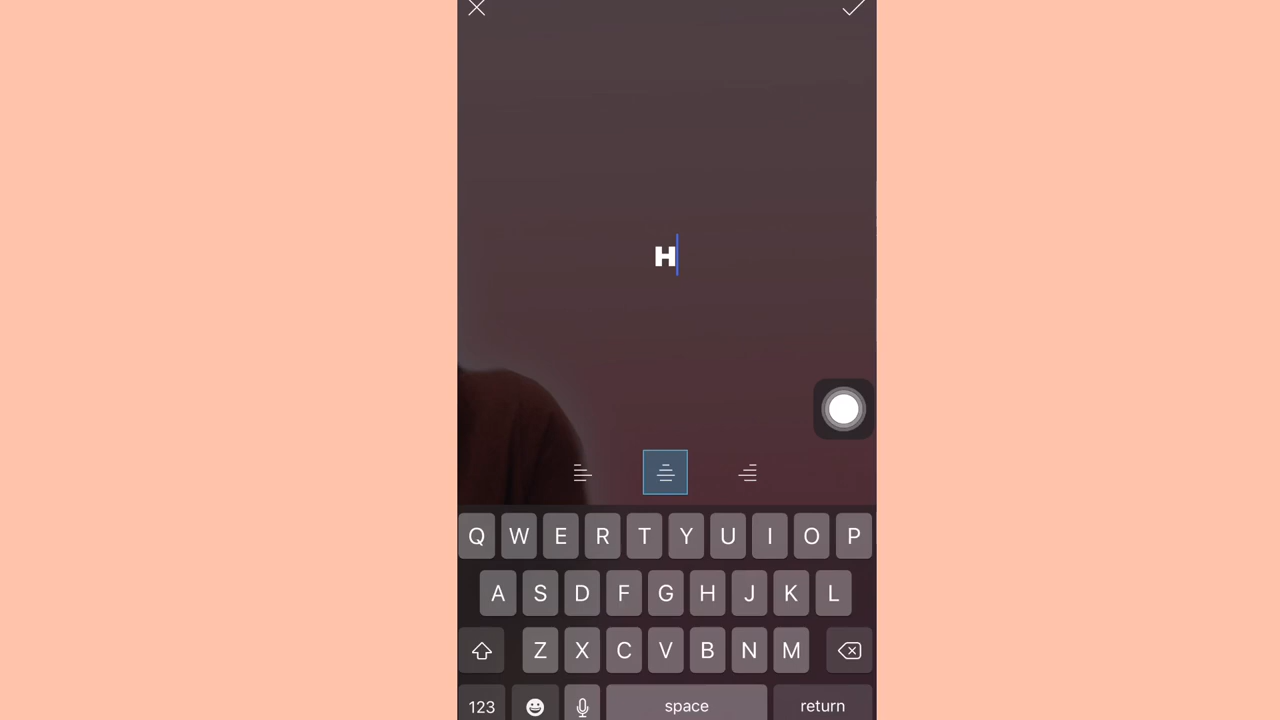 H
Q W E R T Y U I O P
A S D F G H J K L
Z X C V B N M
123 space return